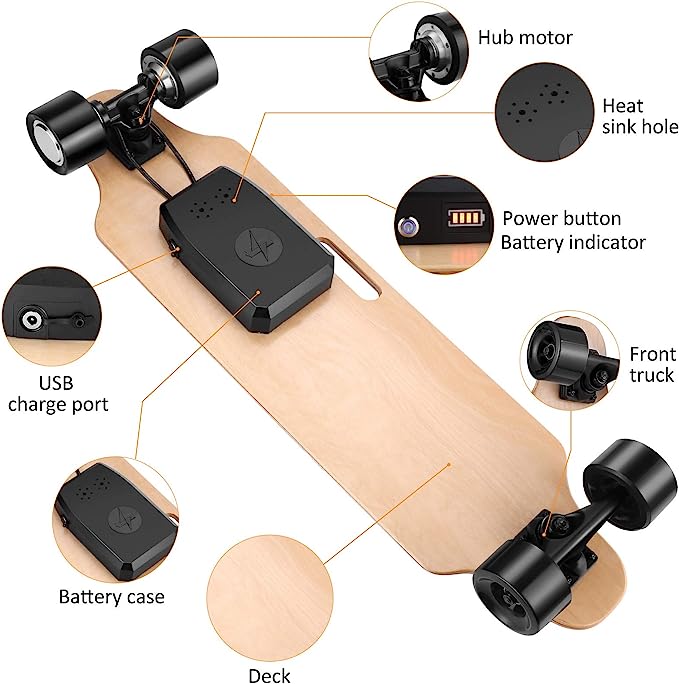 Hub motor
Heat
sink hole
Power button
Battery indicator
USB
charge port
Front
truck
Battery case
Deck